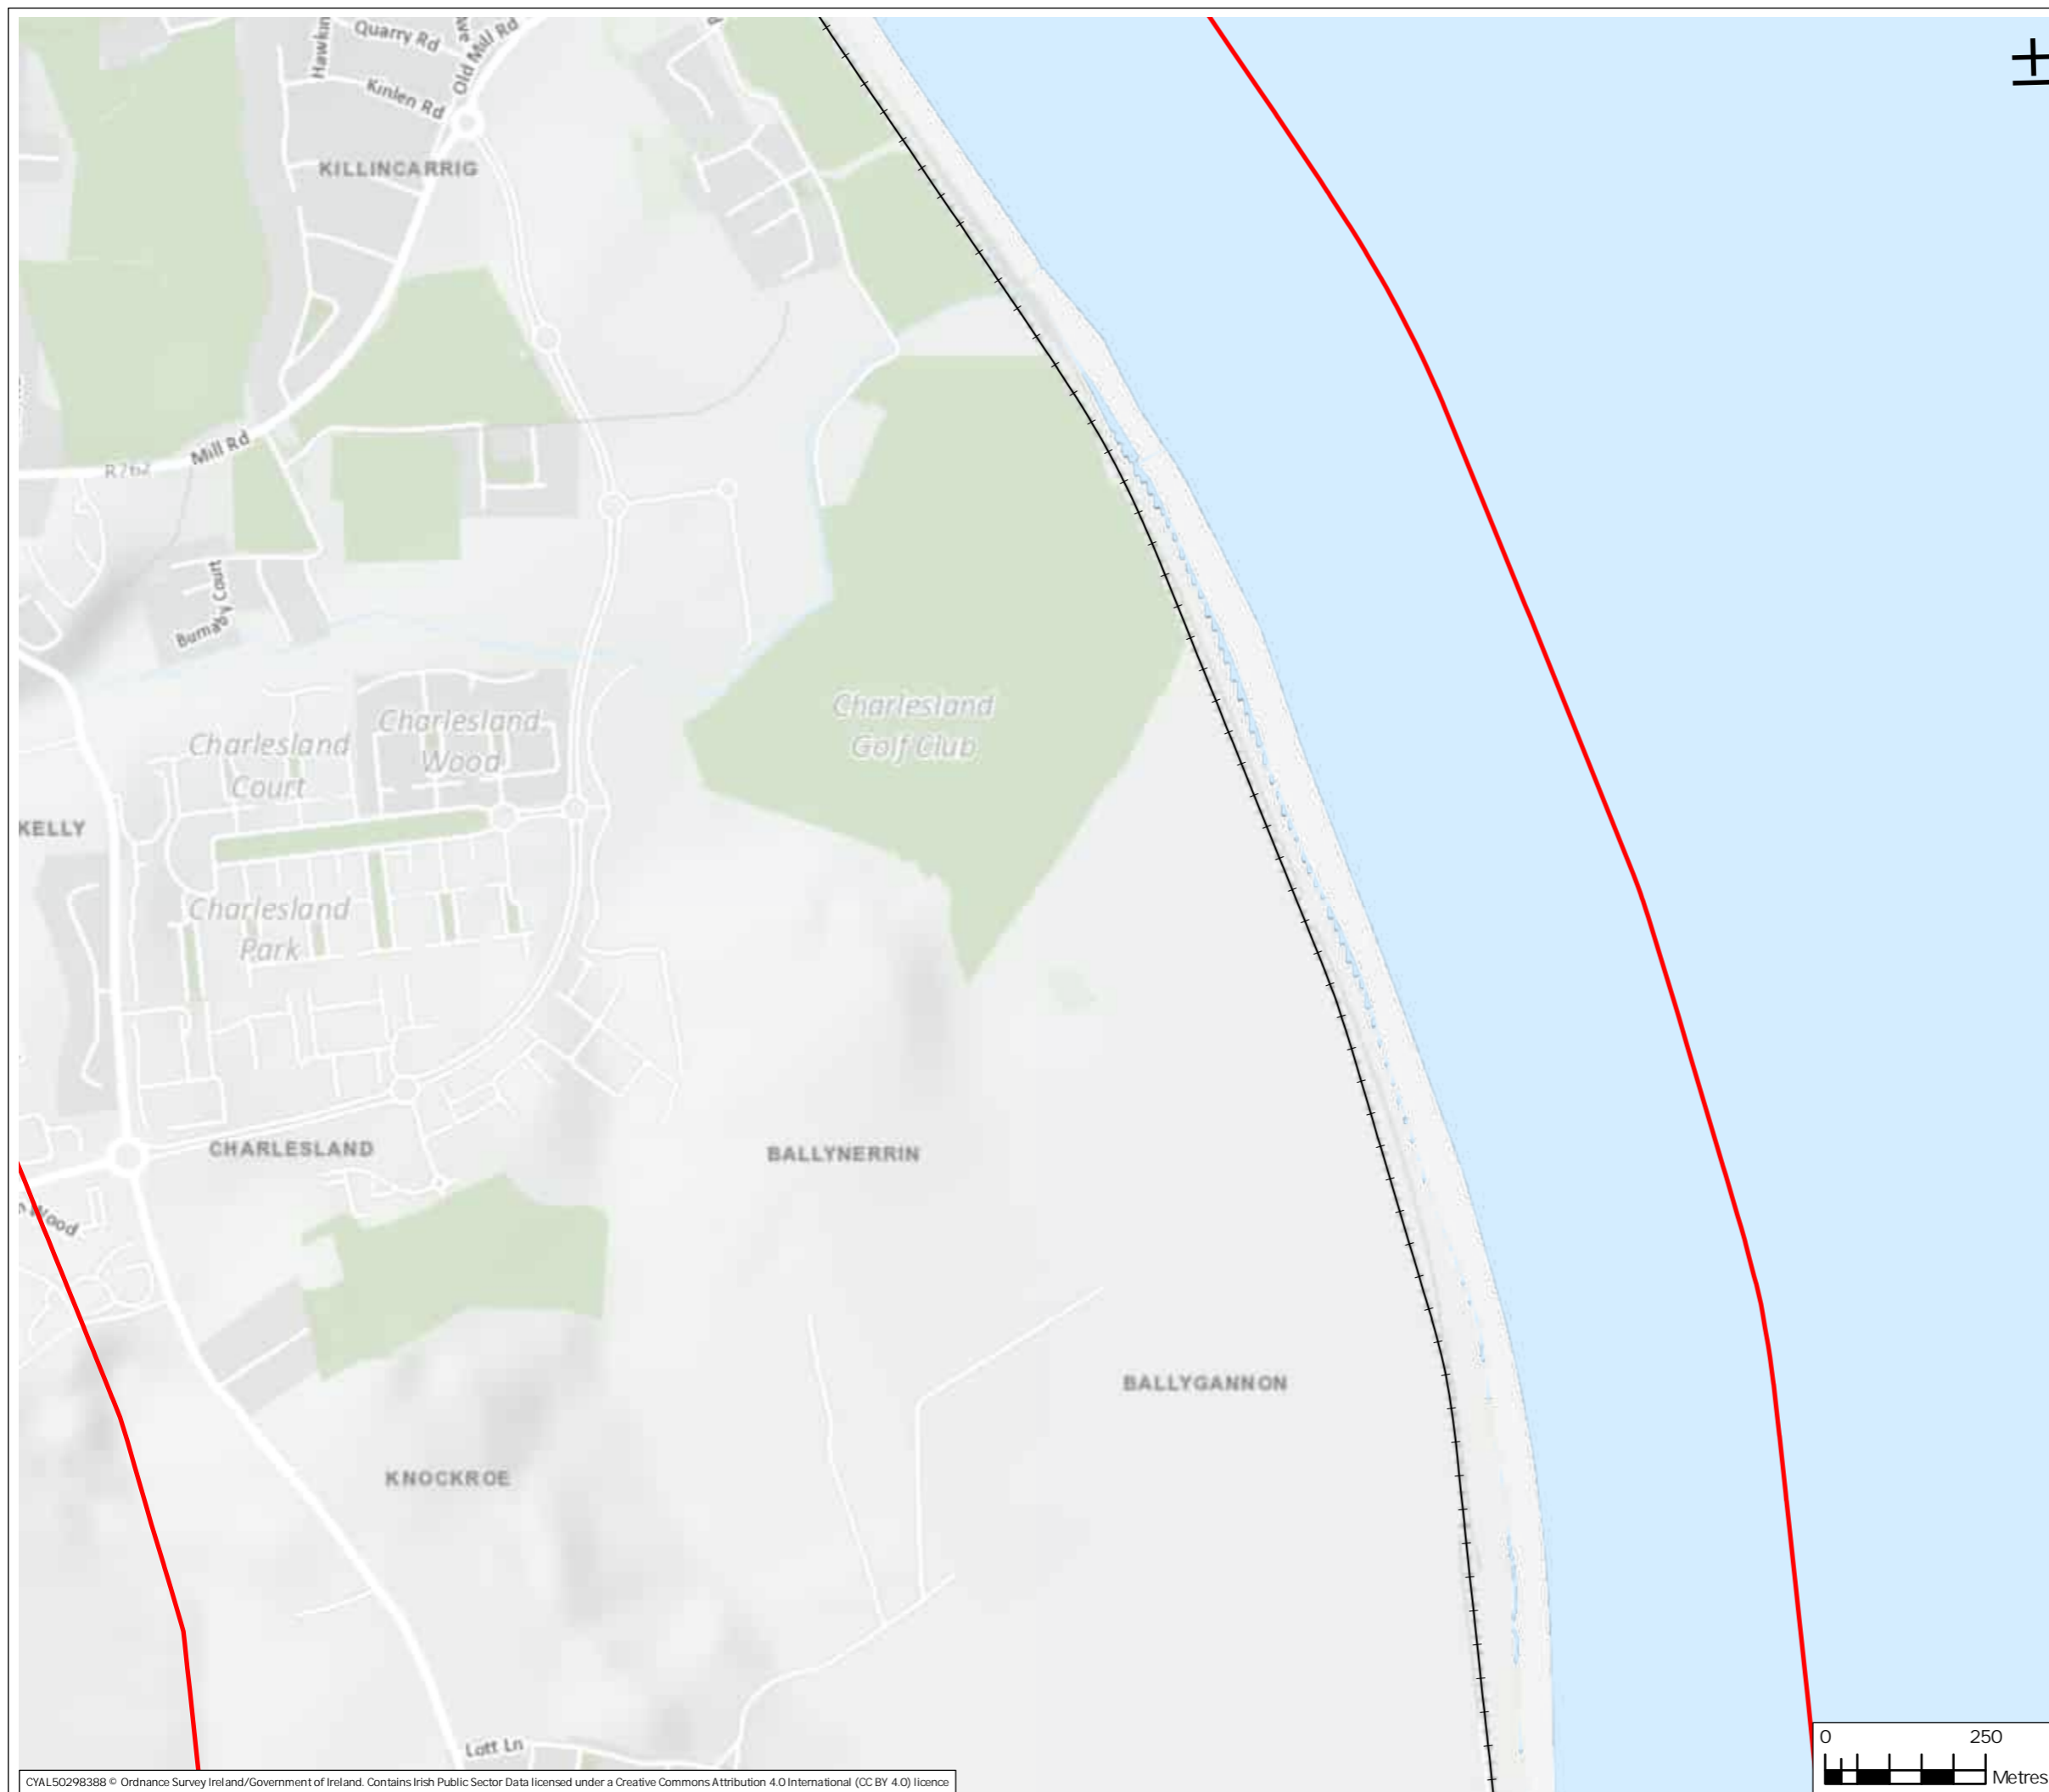 Quarry Rd
Old Mill Rd
Kinlen Rd
KILLINCARRIG
Mill Rd
R762
Burnaby Court
Charlesland
Wood
Charlesland
Court
Charlesland
Golf Club
KELLY
Charlesland
Park
CHARLESLAND
BALLYNERRIN
Wood
BALLYGANNON
KNOCKROE
Lott Ln
0 250
Metres
CYAL50298388 © Ordnance Survey Ireland/Government of Ireland. Contains Irish Public Sector Data licensed under a Creative Commons Attribution 4.0 International (CC BY 4.0) licence